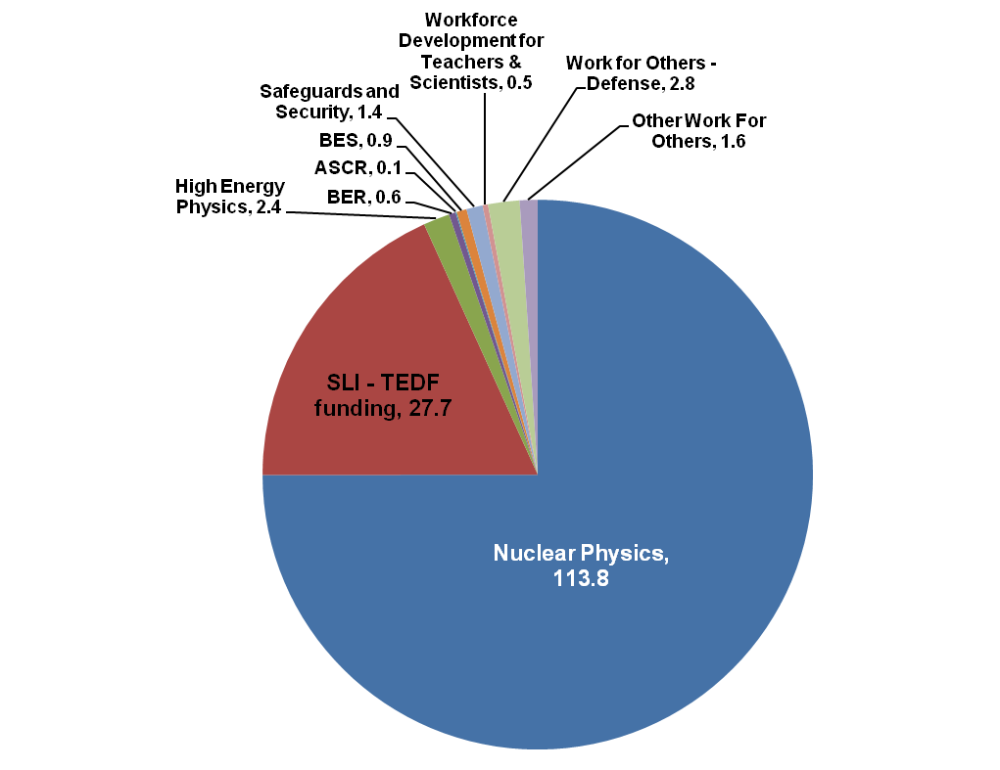 Workforce
Development for
Teachers &
Scientists, 0.5
Work for Others -
Defense, 2.8
Safeguards and
Security, 1.4
Other Work For
Others, 1.6
BES, 0.9
ASCR, 0.1
High Energy
Physics, 2.4
BER, 0.6
SLI - TEDF
funding, 27.7
Nuclear Physics,
113.8